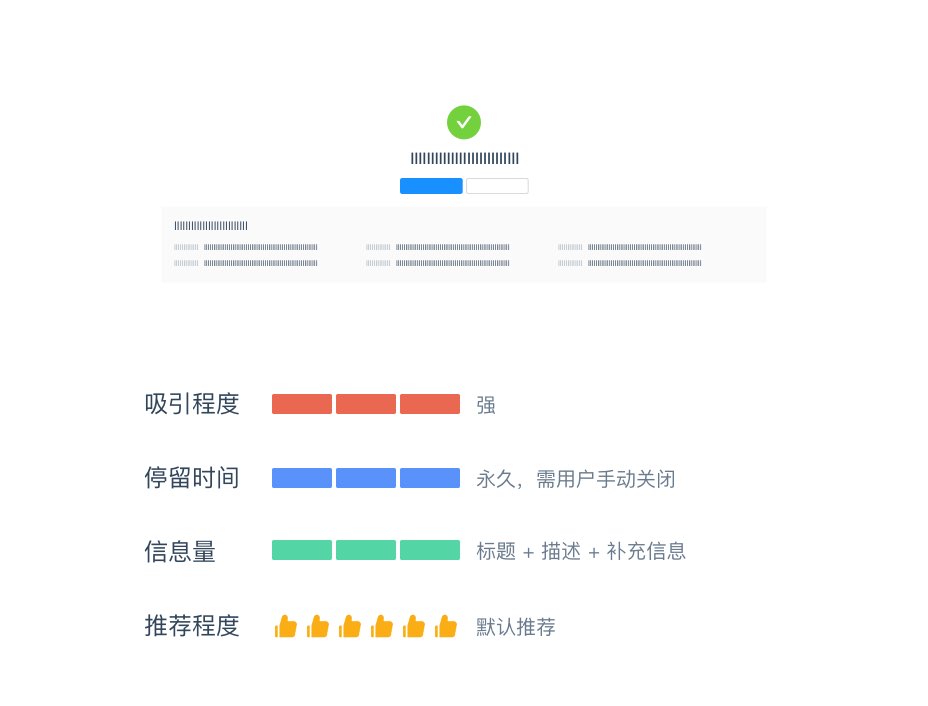 吸引程度 强
停留时间 永久，需用户手动关闭
信息量 标题 + 描述 + 补充信息
推荐程度 默认推荐